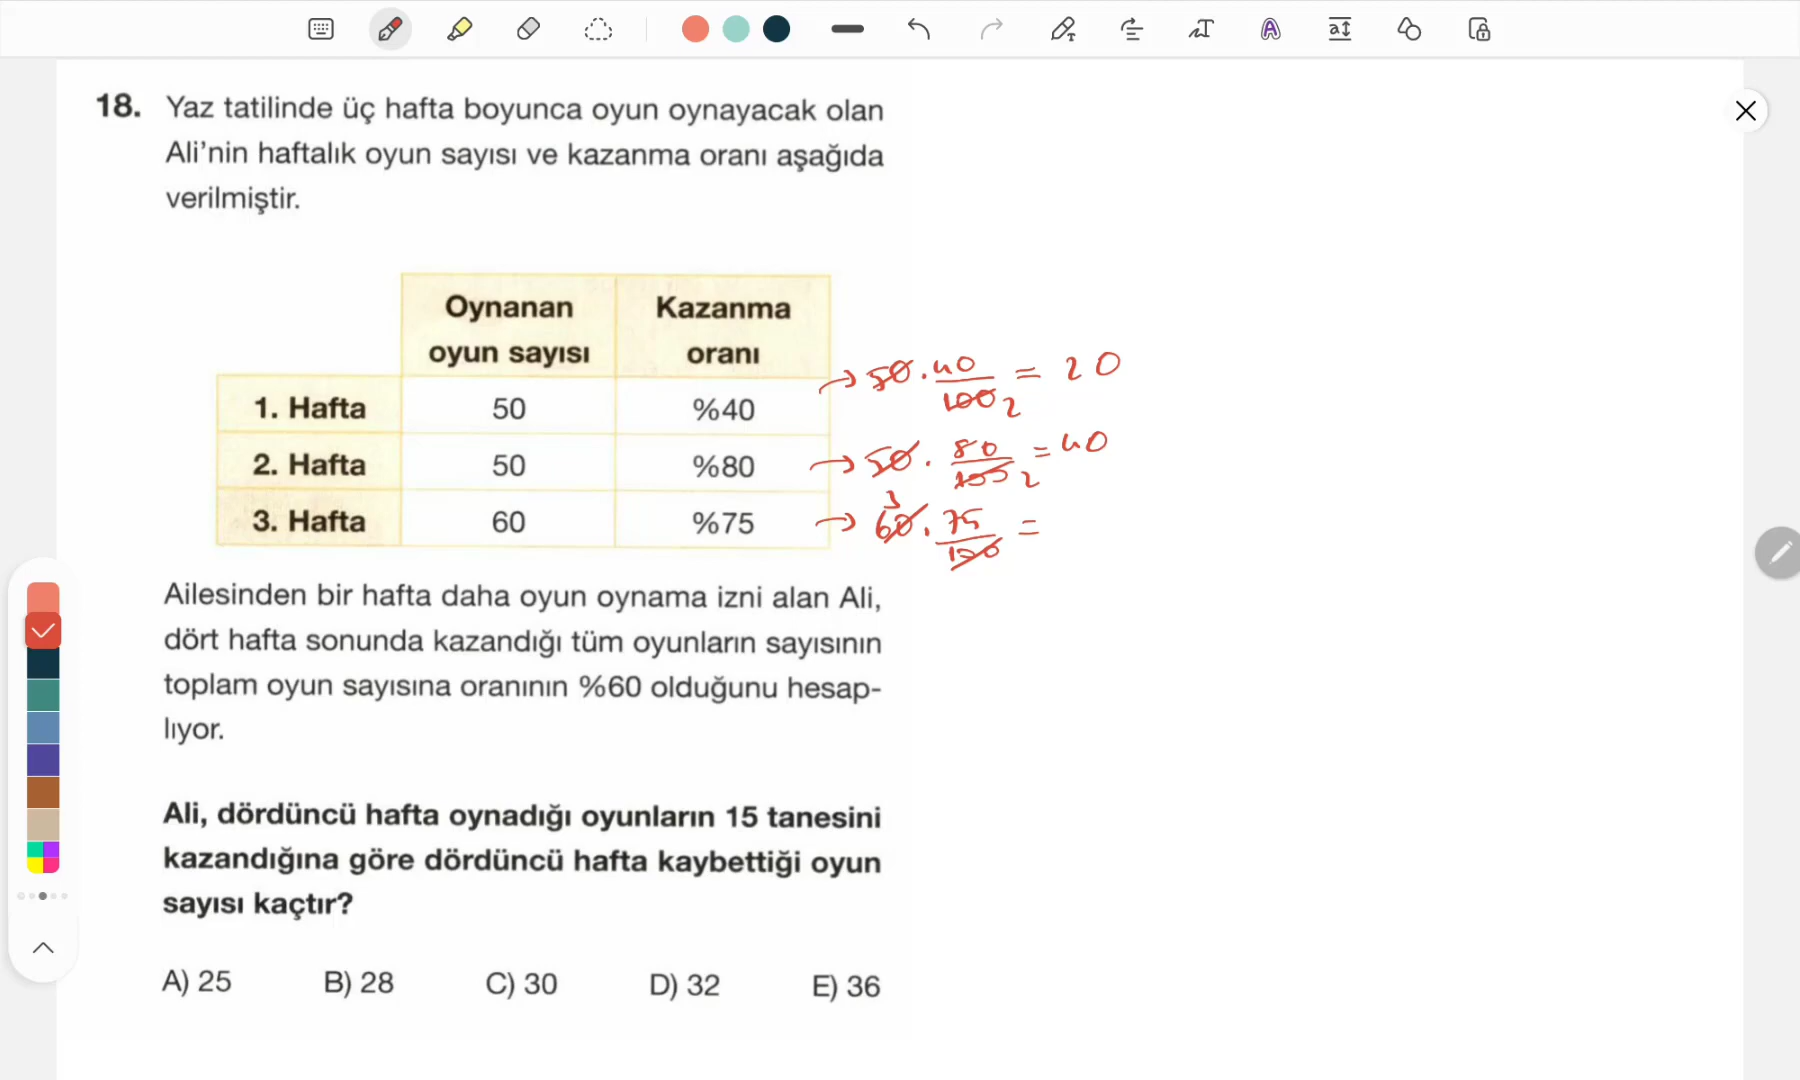 18. Yaz tatilinde üç hafta boyunca oyun oynayacak olan
Ali’nin haftalık oyun sayısı ve kazanma oranı aşağıda
verilmiştir.
Oynanan oyun sayısı Kazanma oranı
1. Hafta 50 %40 → 50 . 40/100 2 = 20
2. Hafta 50 %80 → 50 . 80/100 2 = 40
3. Hafta 60 %75 → 60 . 75/100 =
Ailesinden bir hafta daha oyun oynama izni alan Ali,
dört hafta sonunda kazandığı tüm oyunların sayısının
toplam oyun sayısına oranının %60 olduğunu hesap-
lıyor.
Ali, dördüncü hafta oynadığı oyunların 15 tanesini
kazandığına göre dördüncü hafta kaybettiği oyun
sayısı kaçtır?
A) 25 B) 28 C) 30 D) 32 E) 36